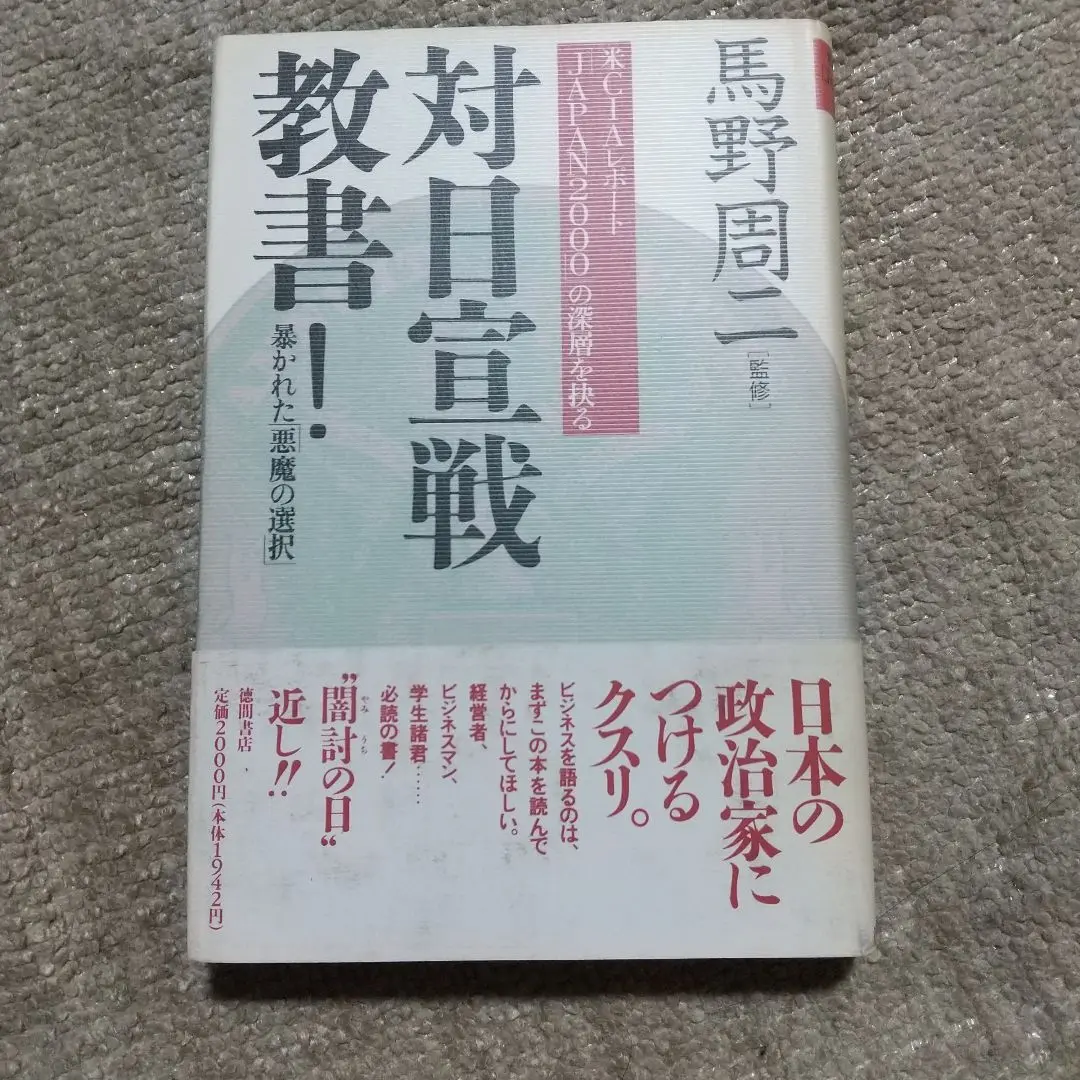 馬野周二
[監修]
米CIAレポート
「JAPAN2000」の深層を抉る
対日宣戦
教書!
暴かれた「悪魔の選択」
日本の
政治家に
つける
クスリ。
ビジネスを語るのは、
まずこの本を読んで
からにしてほしい。
経営者、
ビジネスマン、
学生諸君……
必読の書!
"闇討の日"
やみ うち
近し!!
徳間書店
定価2000円(本体1942円)